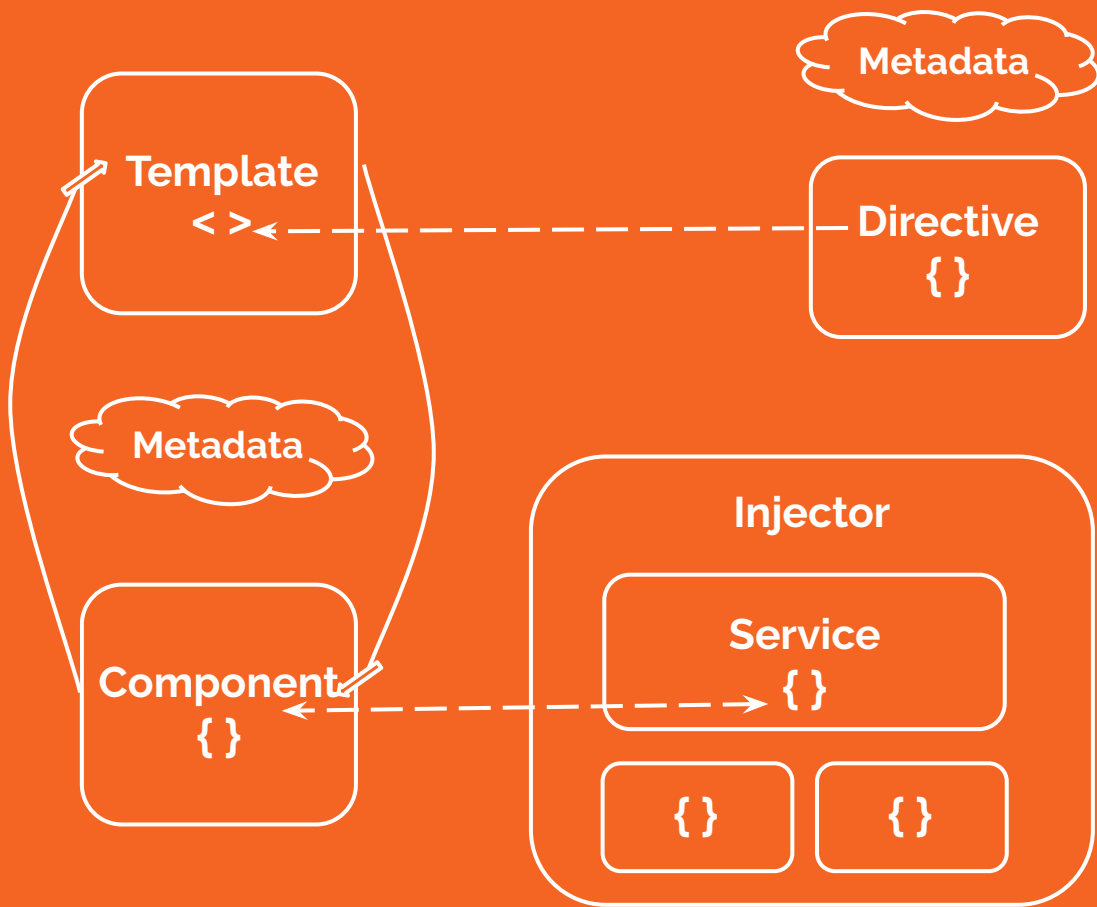 Metadata
Template
< >
Directive
{ }
Metadata
Injector
Service
{ }
Component
{ }
{ }
{ }